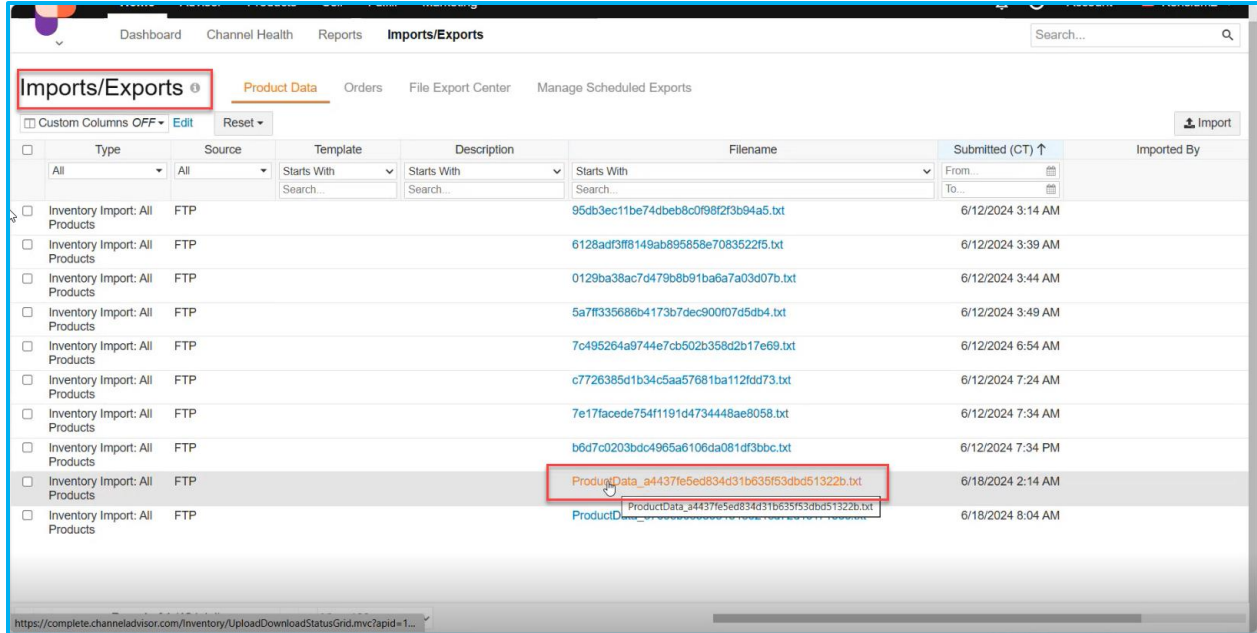 Dashboard Channel Health Reports Imports/Exports Search...
Imports/Exports Product Data Orders File Export Center Manage Scheduled Exports
Custom Columns OFF Edit Reset Import
Type Source Template Description Filename Submitted (CT) ↑ Imported By
All All Starts With Starts With Starts With From...
Search... Search... Search... To...
Inventory Import: All FTP 95db3ec11be74dbeb8c0f98f2f3b94a5.txt 6/12/2024 3:14 AM
Products
Inventory Import: All FTP 6128adf3ff8149ab895858e7083522f5.txt 6/12/2024 3:39 AM
Products
Inventory Import: All FTP 0129ba38ac7d479b8b91ba6a7a03d07b.txt 6/12/2024 3:44 AM
Products
Inventory Import: All FTP 5a7ff335686b4173b7dec900f07d5db4.txt 6/12/2024 3:49 AM
Products
Inventory Import: All FTP 7c495264a9744e7cb502b358d2b17e69.txt 6/12/2024 6:54 AM
Products
Inventory Import: All FTP c7726385d1b34c5aa57681ba112fdd73.txt 6/12/2024 7:24 AM
Products
Inventory Import: All FTP 7e17facede754f1191d4734448ae8058.txt 6/12/2024 7:34 AM
Products
Inventory Import: All FTP b6d7c0203bdc4965a6106da081df3bbc.txt 6/12/2024 7:34 PM
Products
Inventory Import: All FTP ProductData_a4437fe5ed834d31b635f53dbd51322b.txt 6/18/2024 2:14 AM
Products
ProductData_a4437fe5ed834d31b635f53dbd51322b.txt
Inventory Import: All FTP 6/18/2024 8:04 AM
Products
https://complete.channeladvisor.com/Inventory/UploadDownloadStatusGrid.mvc?apid=1...